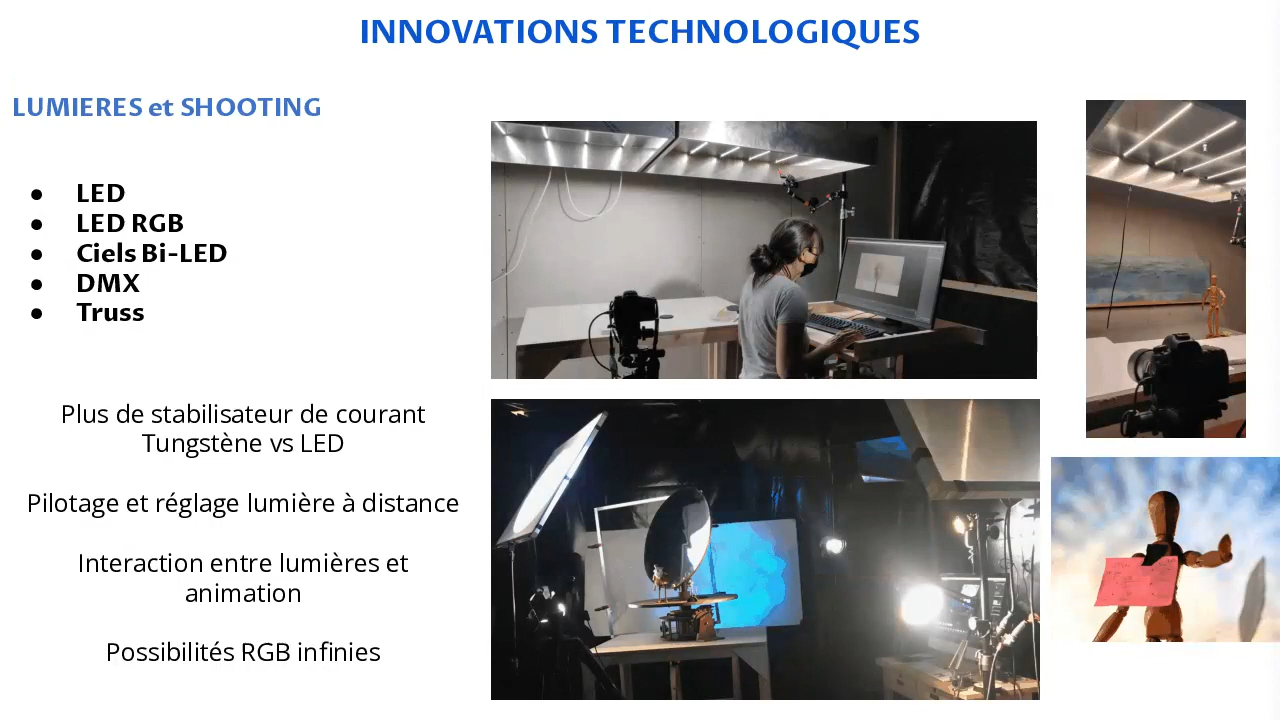 INNOVATIONS TECHNOLOGIQUES
LUMIERES et SHOOTING
● LED
● LED RGB
● Ciels Bi-LED
● DMX
● Truss
Plus de stabilisateur de courant
Tungstène vs LED
Pilotage et réglage lumière à distance
Interaction entre lumières et
animation
Possibilités RGB infinies